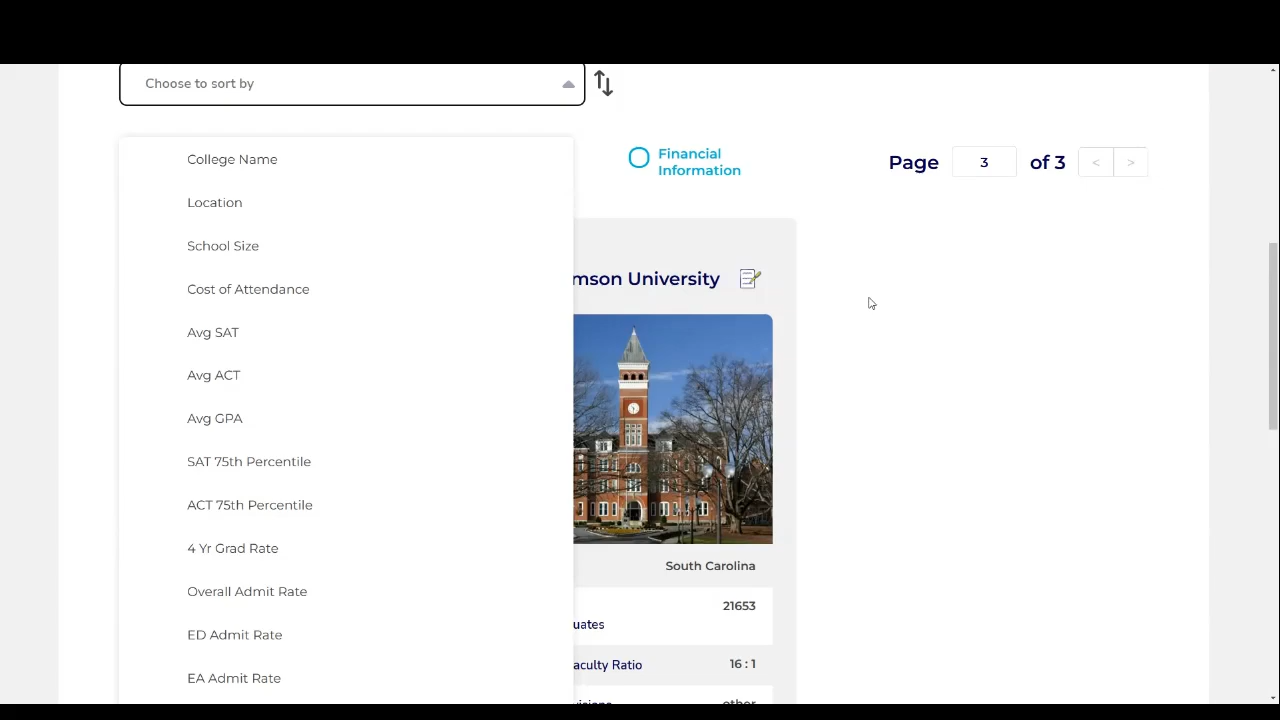 Choose to sort by
College Name
Location
School Size
Cost of Attendance
Avg SAT
Avg ACT
Avg GPA
SAT 75th Percentile
ACT 75th Percentile
4 Yr Grad Rate
Overall Admit Rate
ED Admit Rate
EA Admit Rate
Financial
Information
Page 3 of 3 < >
mson University
South Carolina
21653
uates
aculty Ratio 16 : 1